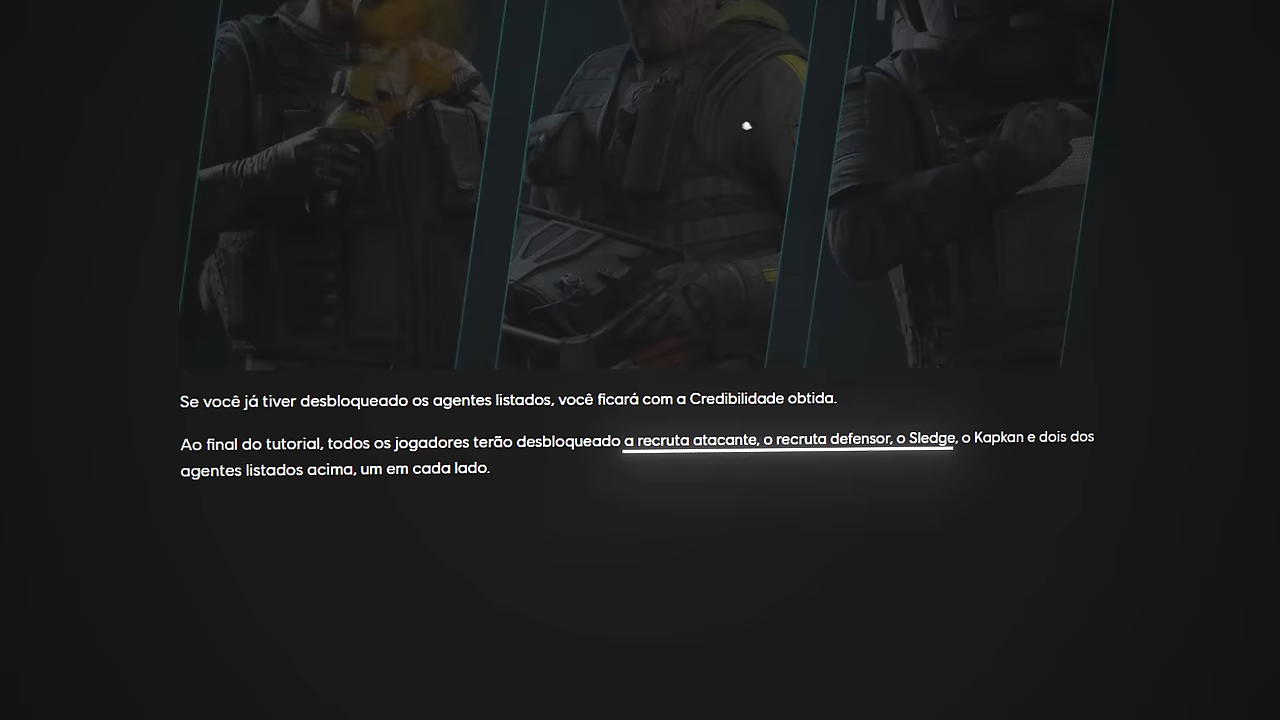 Se você já tiver desbloqueado os agentes listados, você ficará com a Credibilidade obtida.
Ao final do tutorial, todos os jogadores terão desbloqueado a recruta atacante, o recruta defensor, o Sledge, o Kapkan e dois dos
agentes listados acima, um em cada lado.